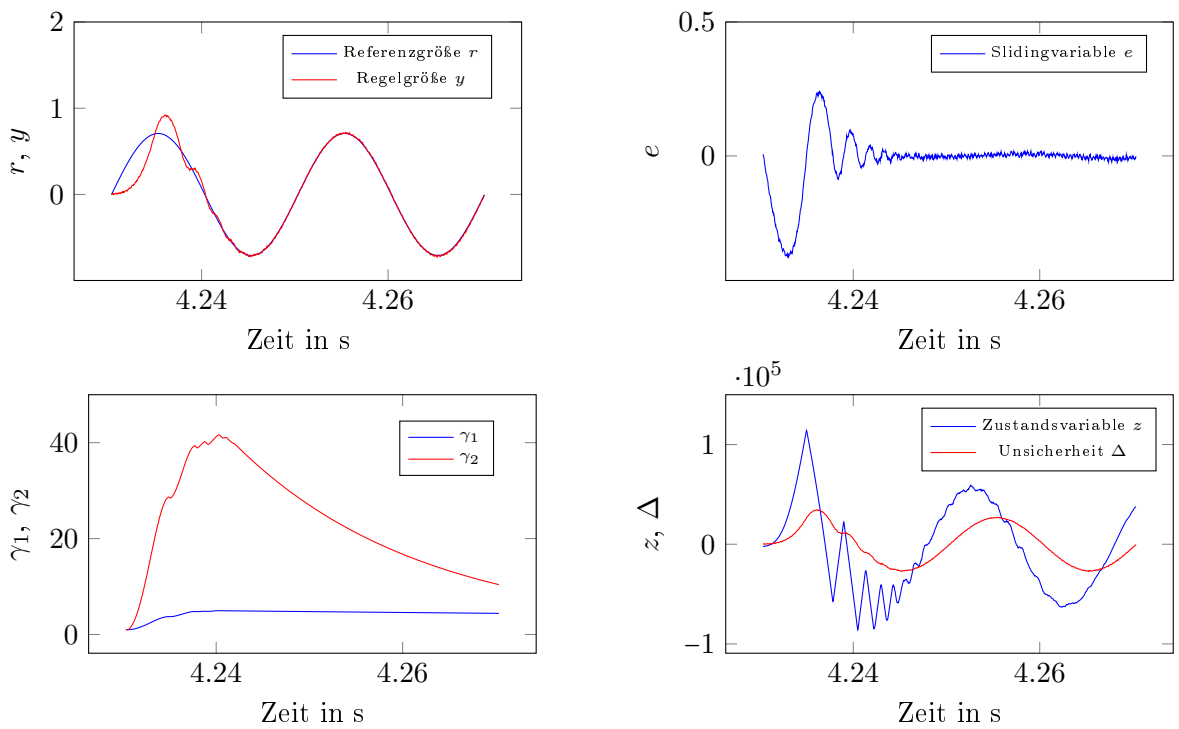 2
1
0
r, y
4.24
4.26
Zeit in s
Referenzgröße r
Regelgröße y
0.5
0
e
4.24
4.26
Zeit in s
Slidingvariable e
40
20
0
γ1, γ2
4.24
4.26
Zeit in s
γ1
γ2
·10^5
1
0
−1
z, Δ
4.24
4.26
Zeit in s
Zustandsvariable z
Unsicherheit Δ